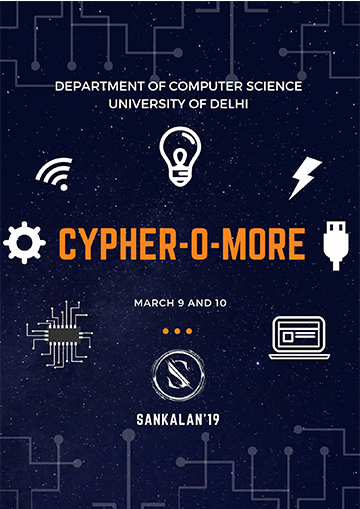 DEPARTMENT OF COMPUTER SCIENCE
UNIVERSITY OF DELHI
CYPHER-O-MORE
MARCH 9 AND 10
SANKALAN'19